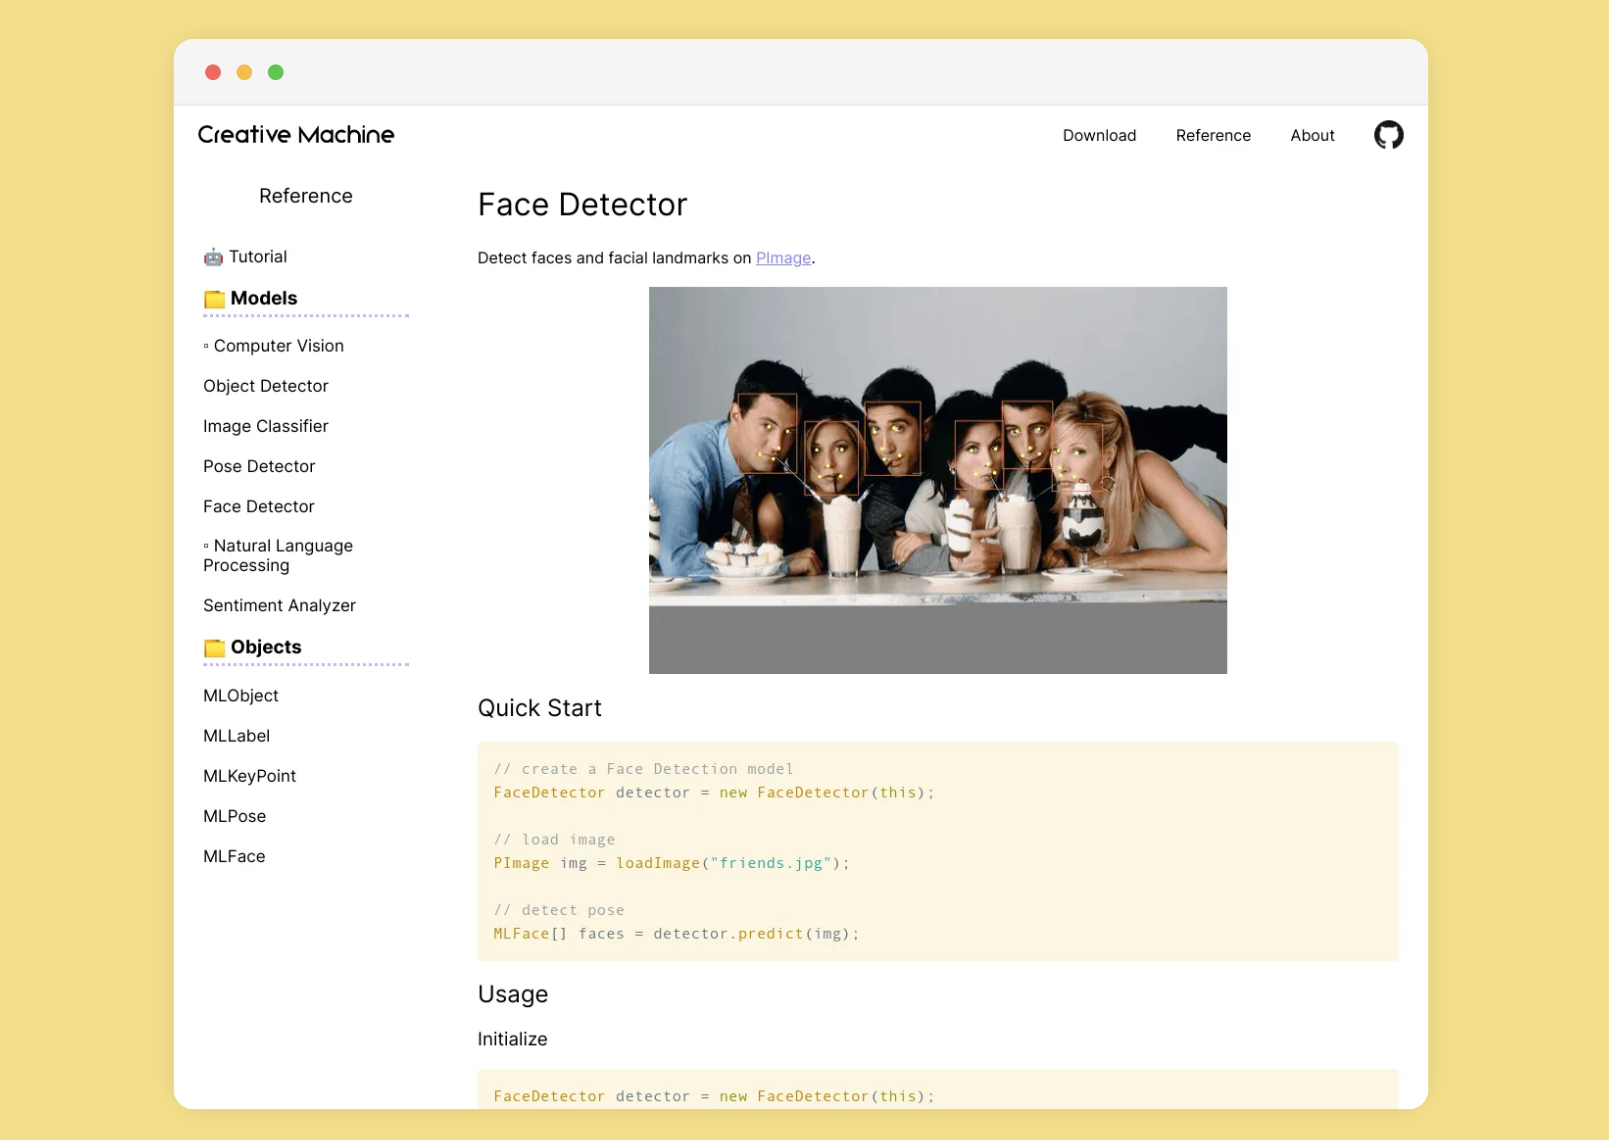 Creative Machine
Download
Reference
About
Reference
Tutorial
Models
▫ Computer Vision
Object Detector
Image Classifier
Pose Detector
Face Detector
▫ Natural Language
Processing
Sentiment Analyzer
Objects
MLObject
MLLabel
MLKeyPoint
MLPose
MLFace
Face Detector
Detect faces and facial landmarks on PImage.
Quick Start
// create a Face Detection model
FaceDetector detector = new FaceDetector(this);
// load image
PImage img = loadImage("friends.jpg");
// detect pose
MLFace[] faces = detector.predict(img);
Usage
Initialize
FaceDetector detector = new FaceDetector(this);